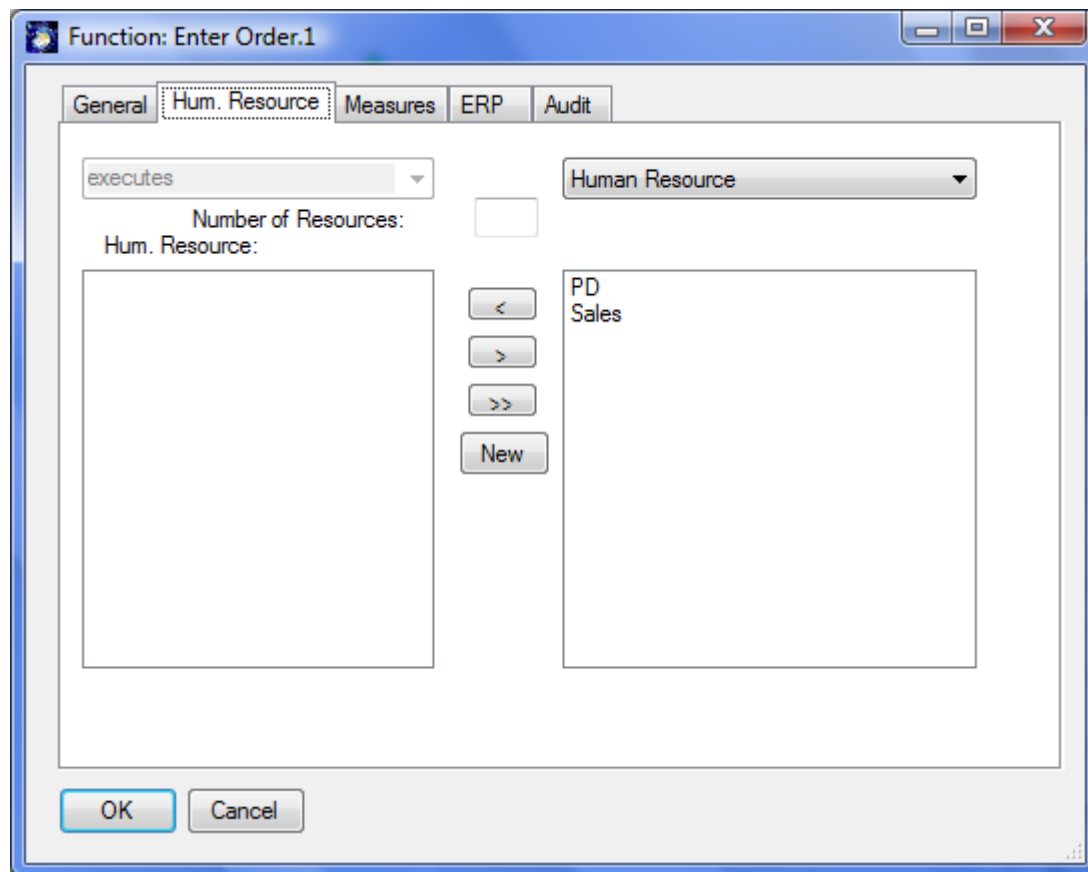 Function: Enter Order.1
General Hum. Resource Measures ERP Audit
executes Human Resource
Number of Resources:
Hum. Resource:
PD
Sales
<
>
>>
New
OK Cancel